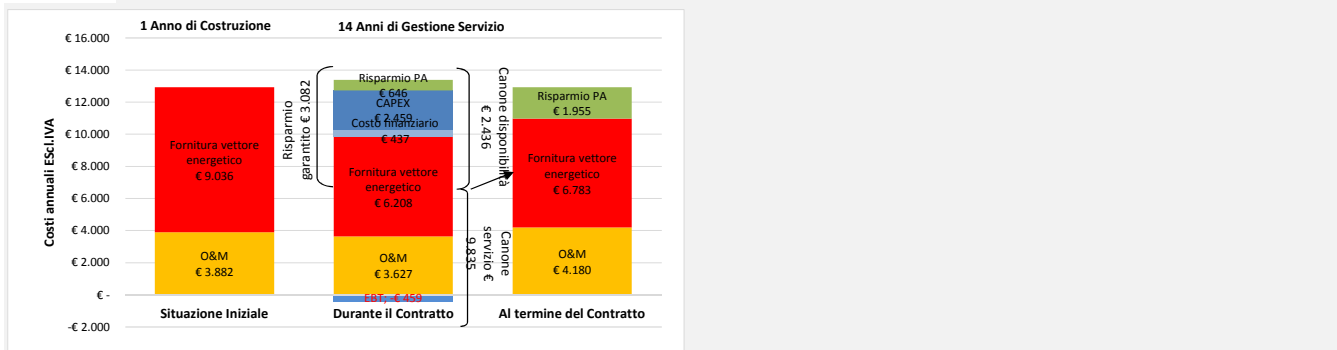 1 Anno di Costruzione
14 Anni di Gestione Servizio
Costi annuali EScl.IVA
€ 16.000
€ 14.000
€ 12.000
€ 10.000
€ 8.000
€ 6.000
€ 4.000
€ 2.000
€ -
-€ 2.000
Fornitura vettore
energetico
€ 9.036
O&M
€ 3.882
Situazione Iniziale
Risparmio
garantito € 3.082
Risparmio PA
€ 646
CAPEX
€ 2.459
Costo finanziario
€ 437
Fornitura vettore
energetico
€ 6.208
O&M
€ 3.627
EBT; -€ 459
Durante il Contratto
Canone disponibilità
€ 2.436
Canone
servizio €
9.835
Risparmio PA
€ 1.955
Fornitura vettore
energetico
€ 6.783
O&M
€ 4.180
Al termine del Contratto